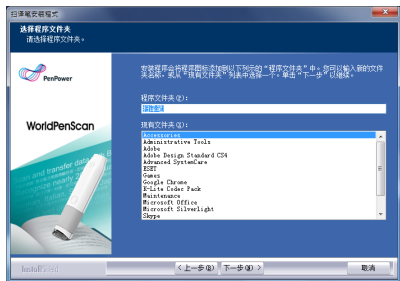 扫译笔安装程式
选择程序文件夹
请选择程序文件夹。
PenPower
安装程序会将程序图标添加到以下列示的“程序文件夹”中。您可以输入新的文件
夹名称，或从“现有文件夹”列表中选择一个。单击“下一步”以继续。
程序文件夹(P)：
WorldPenScan
现有文件夹(X)：
Accessories
Administrative Tools
Adobe
Adobe Design Standard CS4
Advanced SystemCare
ESET
Games
Google Chrome
K-Lite Codec Pack
Maintenance
Microsoft Office
Microsoft Silverlight
Skype
and transfer data
InstallShield
< 上一步(B)
下一步(N) >
取消